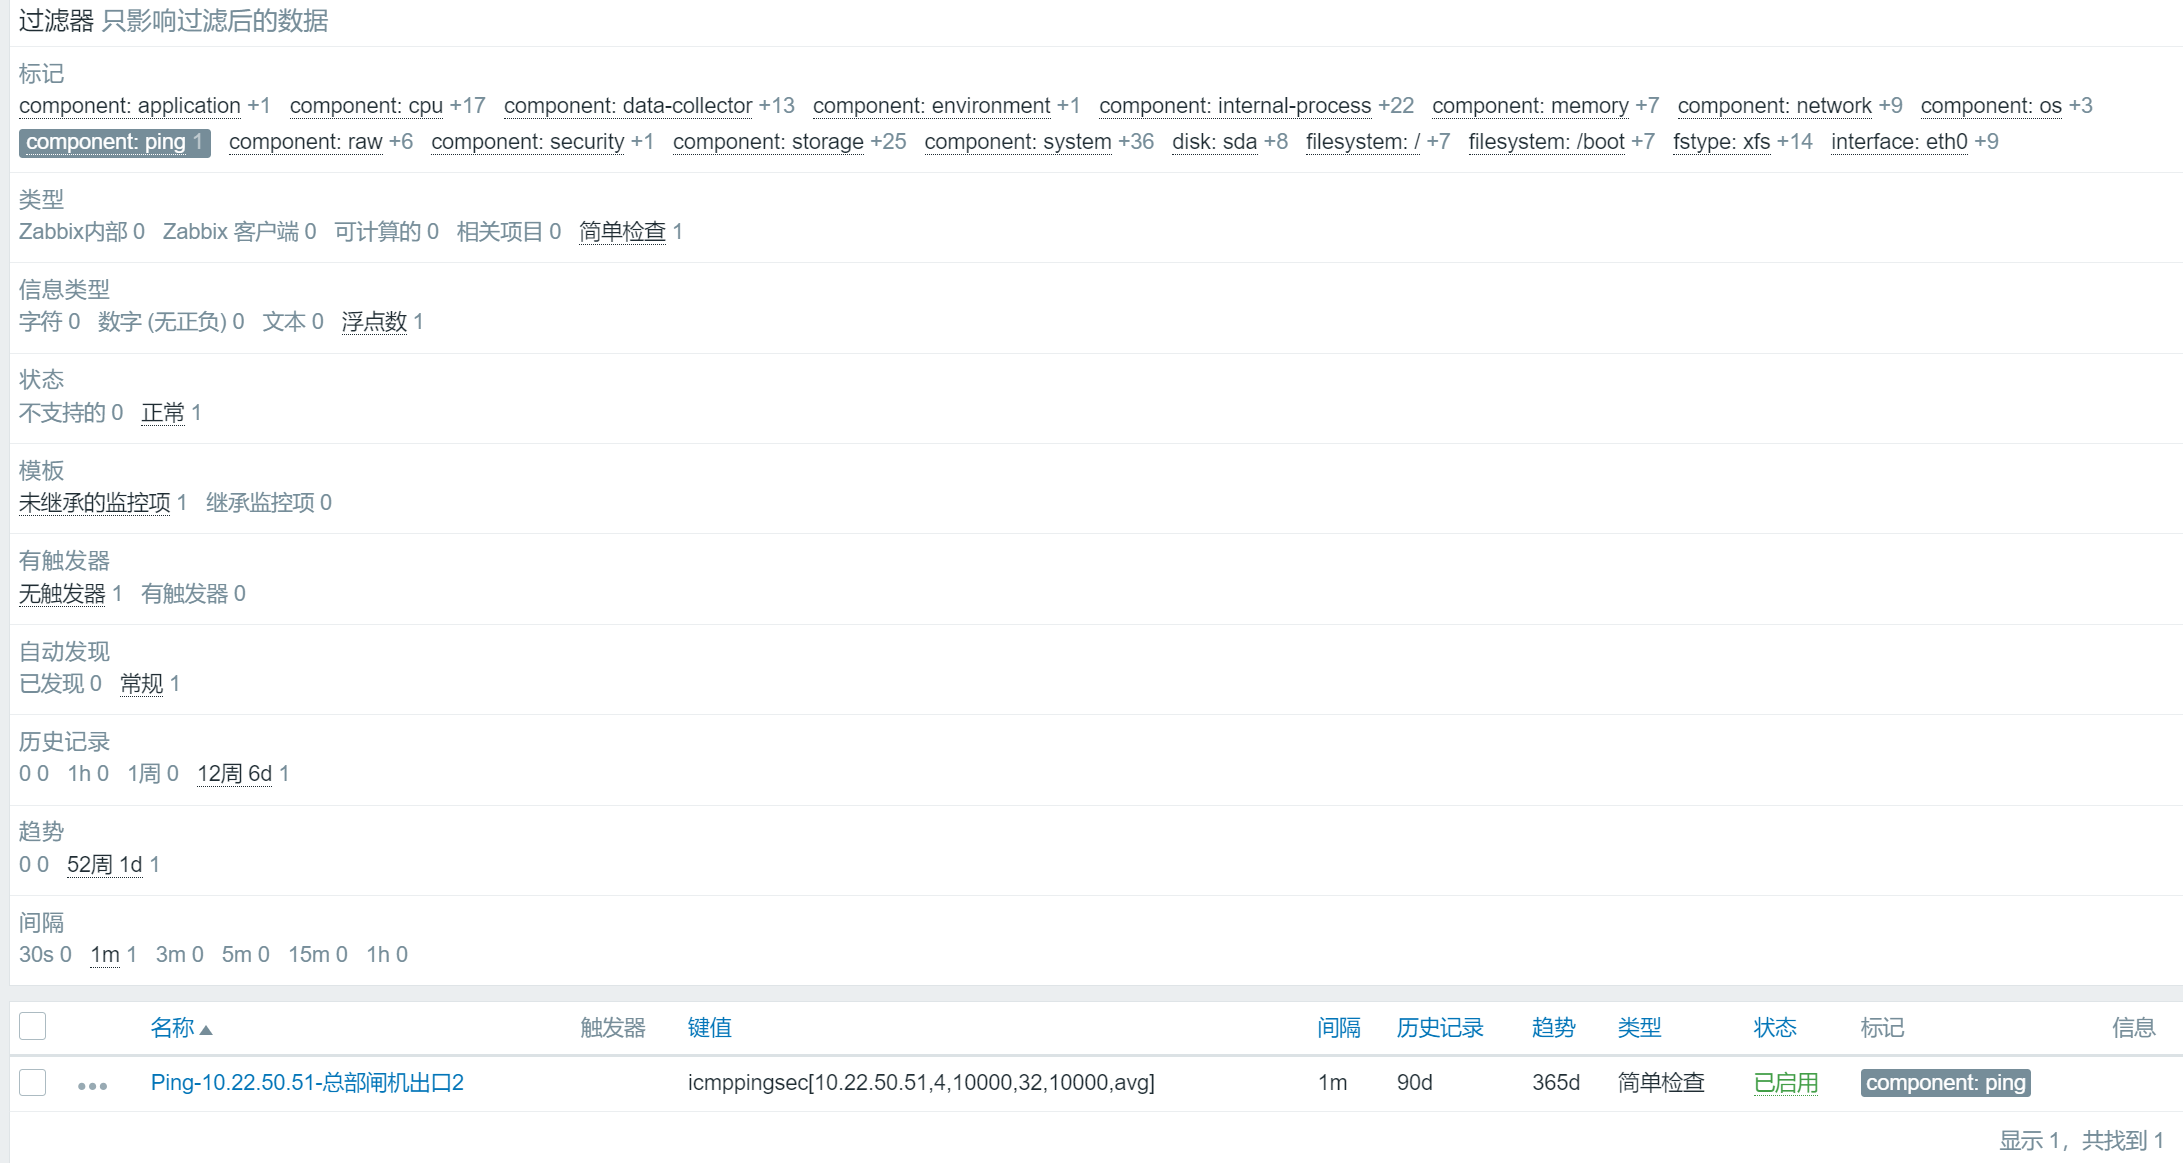 过滤器 只影响过滤后的数据
标记
component: application +1 component: cpu +17 component: data-collector +13 component: environment +1 component: internal-process +22 component: memory +7 component: network +9 component: os +3
component: ping 1 component: raw +6 component: security +1 component: storage +25 component: system +36 disk: sda +8 filesystem: / +7 filesystem: /boot +7 fstype: xfs +14 interface: eth0 +9
类型
Zabbix内部 0 Zabbix 客户端 0 可计算的 0 相关项目 0 简单检查 1
信息类型
字符 0 数字 (无正负) 0 文本 0 浮点数 1
状态
不支持的 0 正常 1
模板
未继承的监控项 1 继承监控项 0
有触发器
无触发器 1 有触发器 0
自动发现
已发现 0 常规 1
历史记录
0 0 1h 0 1周 0 12周 6d 1
趋势
0 0 52周 1d 1
间隔
30s 0 1m 1 3m 0 5m 0 15m 0 1h 0
名称 触发器 键值 间隔 历史记录 趋势 类型 状态 标记 信息
Ping-10.22.50.51-总部闸机出口2 icmppingsec[10.22.50.51,4,10000,32,10000,avg] 1m 90d 365d 简单检查 已启用 component: ping
显示 1，共找到 1